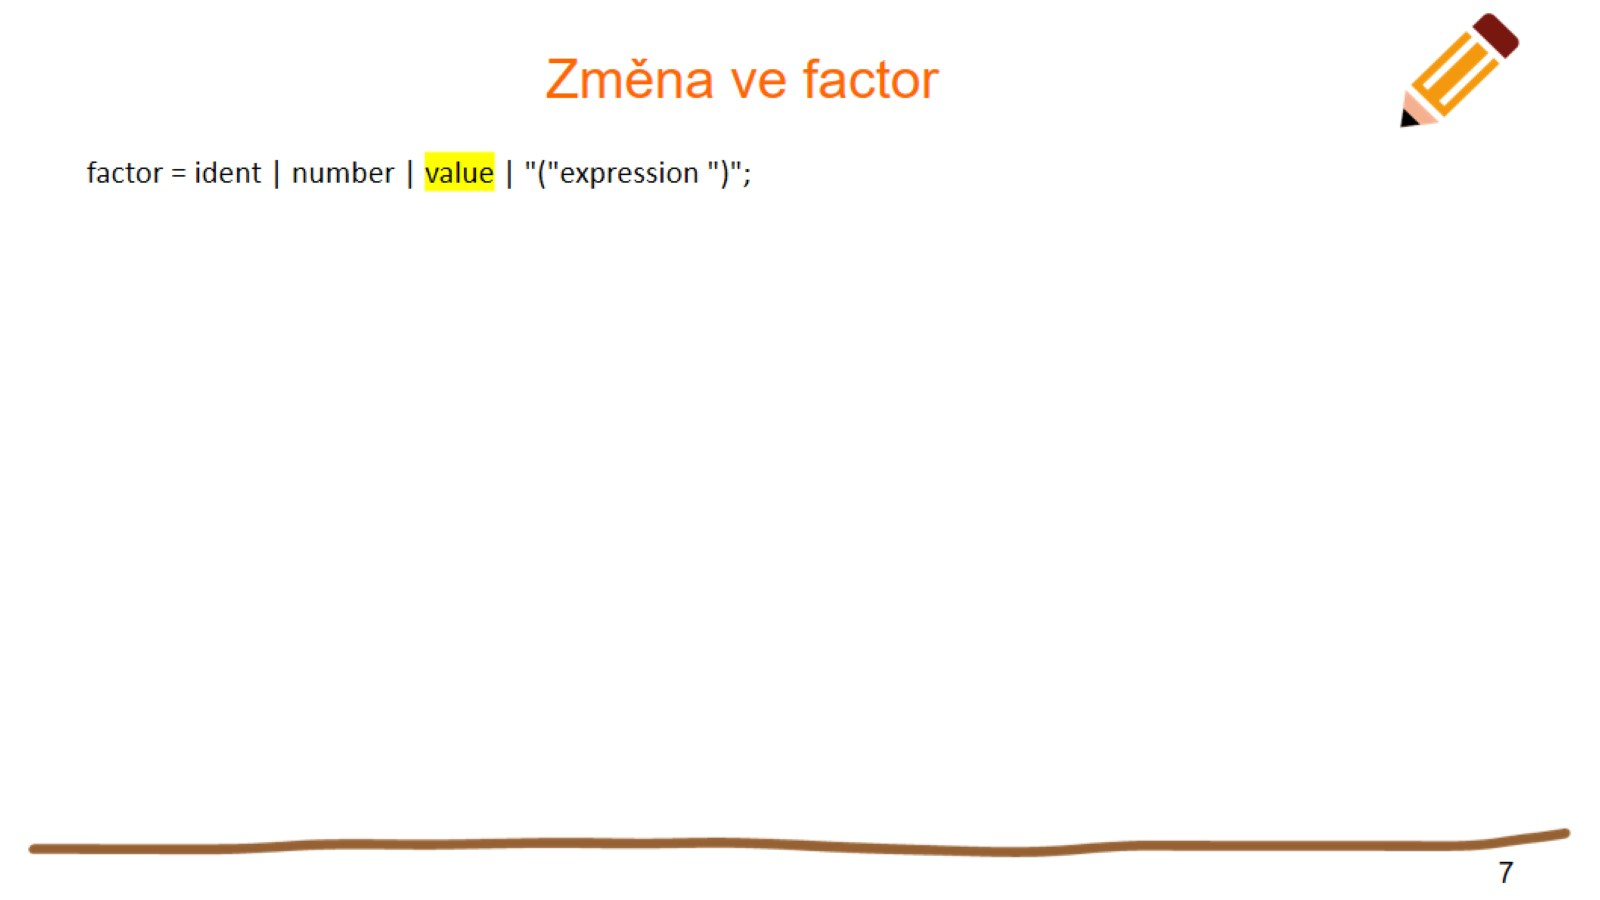 Změna ve factor
factor = ident | number | value | "("expression ")";
7